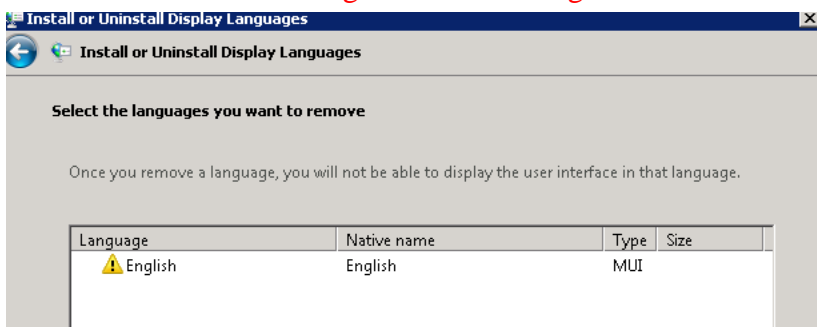 Install or Uninstall Display Languages
Install or Uninstall Display Languages
Select the languages you want to remove
Once you remove a language, you will not be able to display the user interface in that language.
Language Native name Type Size
English English MUI